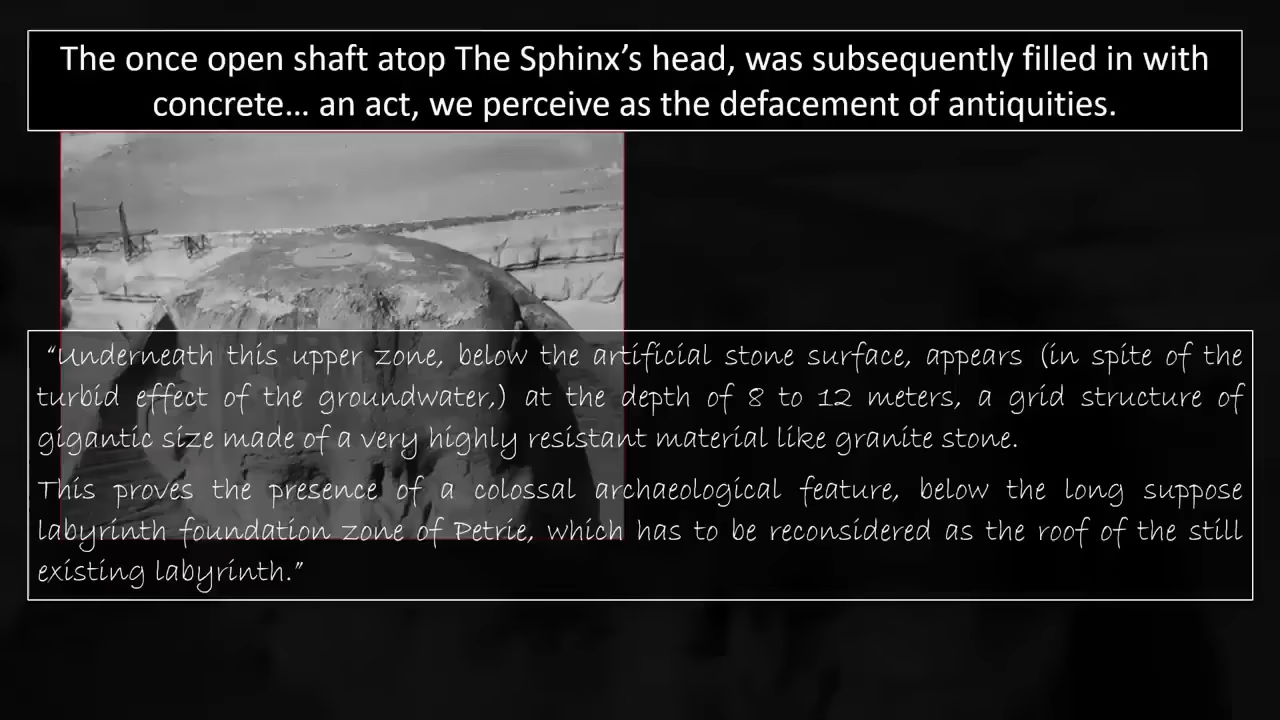 The once open shaft atop The Sphinx’s head, was subsequently filled in with
concrete… an act, we perceive as the defacement of antiquities.
“Underneath this upper zone, below the artificial stone surface, appears (in spite of the
turbid effect of the groundwater,) at the depth of 8 to 12 meters, a grid structure of
gigantic size made of a very highly resistant material like granite stone.
This proves the presence of a colossal archaeological feature, below the long suppose
labyrinth foundation zone of Petrie, which has to be reconsidered as the roof of the still
existing labyrinth.”